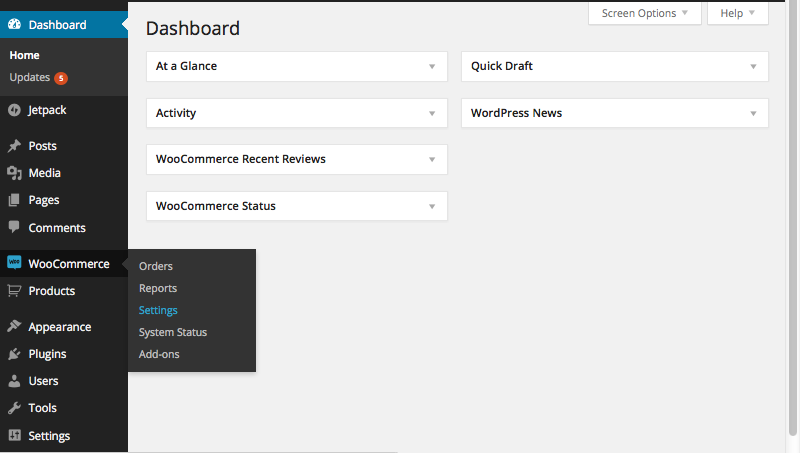 Dashboard
Home
Updates 5
Jetpack
Posts
Media
Pages
Comments
WooCommerce
Products
Appearance
Plugins
Users
Tools
Settings
Orders
Reports
Settings
System Status
Add-ons
Screen Options
Help
Dashboard
At a Glance
Quick Draft
Activity
WordPress News
WooCommerce Recent Reviews
WooCommerce Status